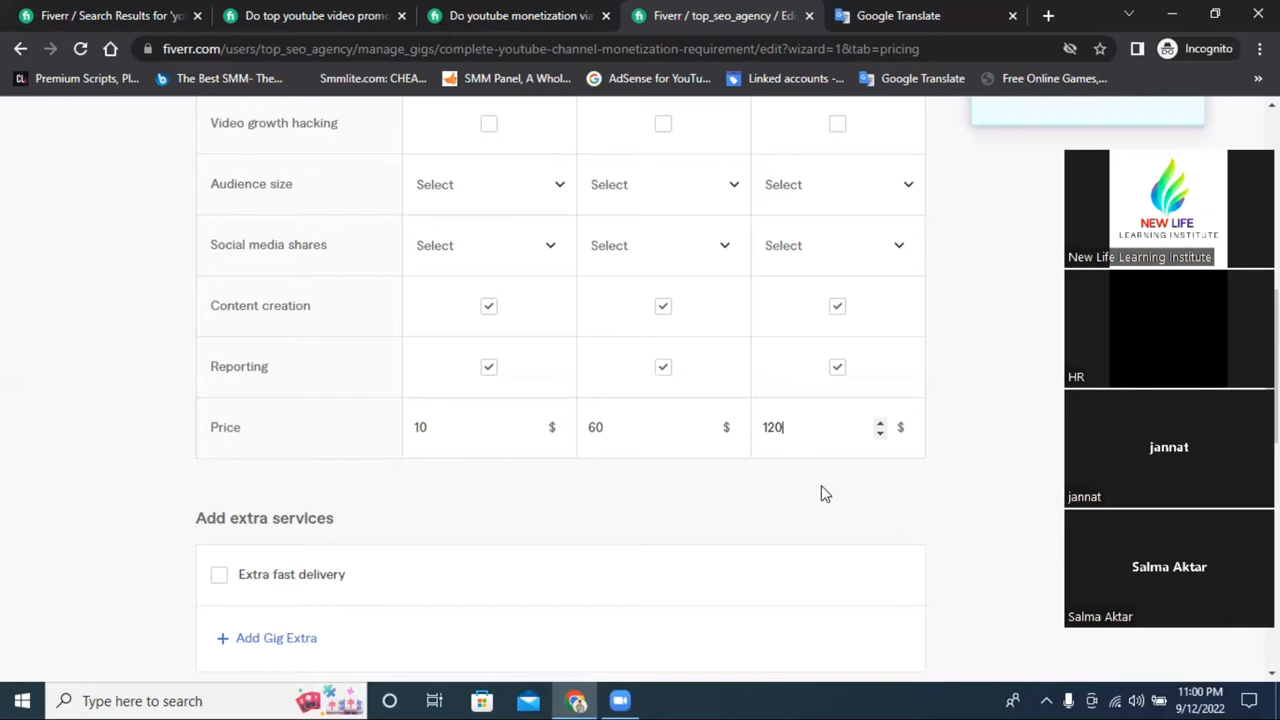 Fiverr / Search Results for 'yo
Do top youtube video promo
Do youtube monetization via
Fiverr / top_seo_agency / Edi
Google Translate
fiverr.com/users/top_seo_agency/manage_gigs/complete-youtube-channel-monetization-requirement/edit?wizard=1&tab=pricing
Incognito
Premium Scripts, Pl...
The Best SMM- The...
Smmlite.com: CHEA...
SMM Panel, A Whol...
AdSense for YouTu...
Linked accounts -...
Google Translate
Free Online Games,...
»
Video growth hacking
Audience size
Select
Select
Select
Social media shares
Select
Select
Select
Content creation
Reporting
Price
10 $
60 $
120 $
Add extra services
Extra fast delivery
+ Add Gig Extra
NEW LIFE
LEARNING INSTITUTE
New Life Learning Institute
HR
jannat
jannat
Salma Aktar
Salma Aktar
Type here to search
11:00 PM
9/12/2022